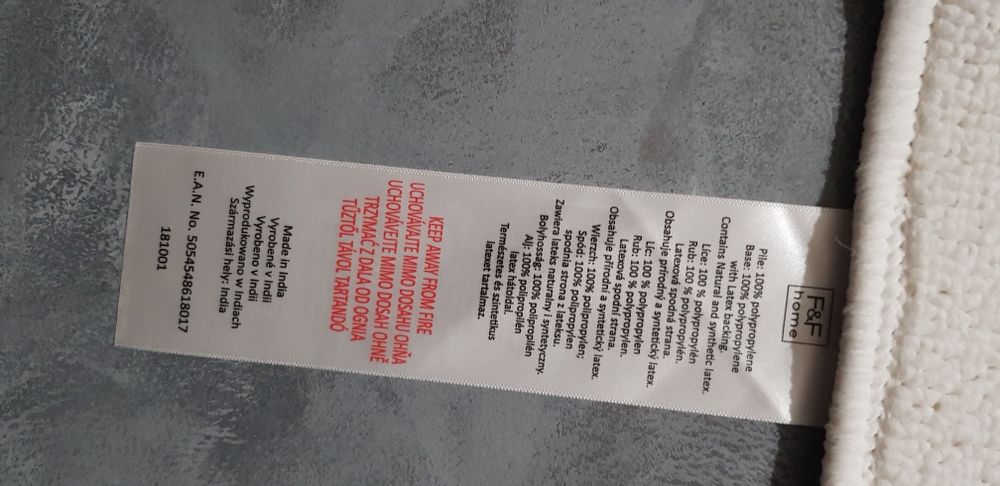 F&F
home
Pile: 100% polypropylene
Base: 100% polypropylene
with Latex backing.
Contains Natural and synthetic latex.
Líce: 100 % polypropylén
Rub: 100 % polypropylén.
Latexová spodná strana.
Obsahuje prírodný a syntetický latex.
Líc: 100 % polypropylen
Rub: 100 % polypropylen.
Latexová spodní strana.
Obsahuje přírodní a syntetický latex.
Wierzch: 100% polipropylen;
Spód: 100% polipropylen
spodnia strona z lateksu.
Zawiera lateks naturalny i syntetyczny.
Bolyhosság: 100% polipropilén
Alj: 100% polipropilén
latex hátoldal.
Természetes és szintetikus
latexet tartalmaz.
KEEP AWAY FROM FIRE
UCHOVÁVAJTE MIMO DOSAHU OHŇA
UCHOVÁVEJTE MIMO DOSAH OHNĚ
TRZYMAĆ Z DALA OD OGNIA
TŰZTŐL TÁVOL TARTANDÓ
Made in India
Vyrobené v Indii
Vyrobeno v Indii
Wyprodukowano w Indiach
Származási hely: India
E.A.N. No. 5054548618017
181001